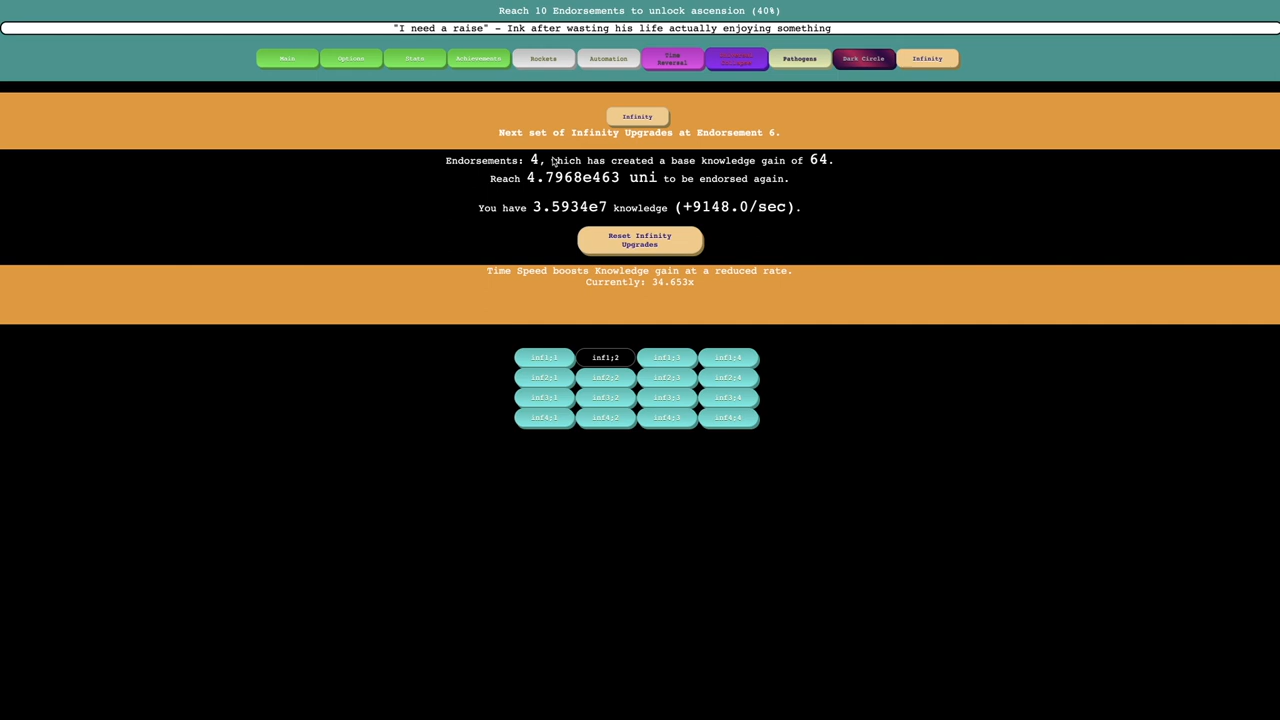 Reach 10 Endorsements to unlock ascension (40%)
"I need a raise" - Ink after wasting his life actually enjoying something
Main Options Stats Achievements Rockets Automation Time Reversal Pathogens Dark Circle Infinity
Infinity
Next set of Infinity Upgrades at Endorsement 6.
Endorsements: 4, which has created a base knowledge gain of 64.
Reach 4.7968e463 uni to be endorsed again.
You have 3.5934e7 knowledge (+9148.0/sec).
Reset Infinity
Upgrades
Time Speed boosts Knowledge gain at a reduced rate.
Currently: 34.653x
inf1;1 inf1;2 inf1;3 inf1;4
inf2;1 inf2;2 inf2;3 inf2;4
inf3;1 inf3;2 inf3;3 inf3;4
inf4;1 inf4;2 inf4;3 inf4;4